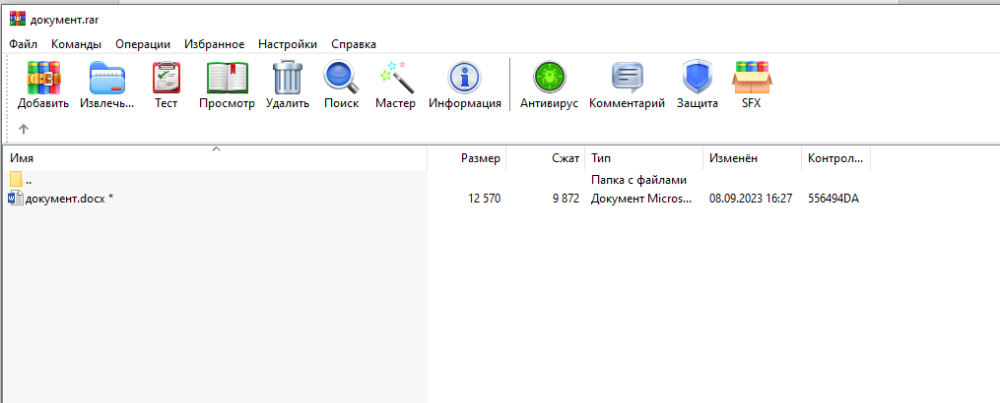 документ.rar
Файл Команды Операции Избранное Настройки Справка
Добавить Извлечь... Тест Просмотр Удалить Поиск Мастер Информация Антивирус Комментарий Защита SFX
Имя Размер Сжат Тип Изменён Контрол...
.. Папка с файлами
документ.docx * 12 570 9 872 Документ Micros... 08.09.2023 16:27 556494DA